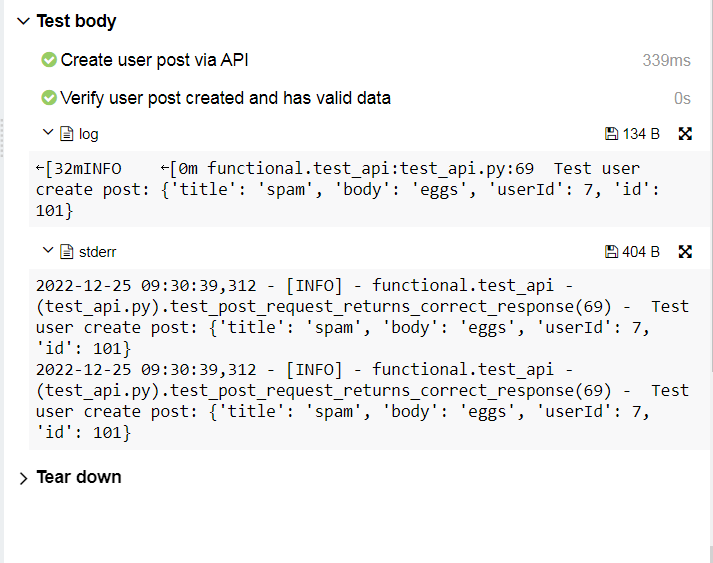 Test body
Create user post via API 339ms
Verify user post created and has valid data 0s
log 134 B
←[32mINFO    ←[0m functional.test_api:test_api.py:69  Test user
create post: {'title': 'spam', 'body': 'eggs', 'userId': 7, 'id':
101}
stderr 404 B
2022-12-25 09:30:39,312 - [INFO] - functional.test_api -
(test_api.py).test_post_request_returns_correct_response(69) -  Test
user create post: {'title': 'spam', 'body': 'eggs', 'userId': 7,
'id': 101}
2022-12-25 09:30:39,312 - [INFO] - functional.test_api -
(test_api.py).test_post_request_returns_correct_response(69) -  Test
user create post: {'title': 'spam', 'body': 'eggs', 'userId': 7,
'id': 101}
Tear down